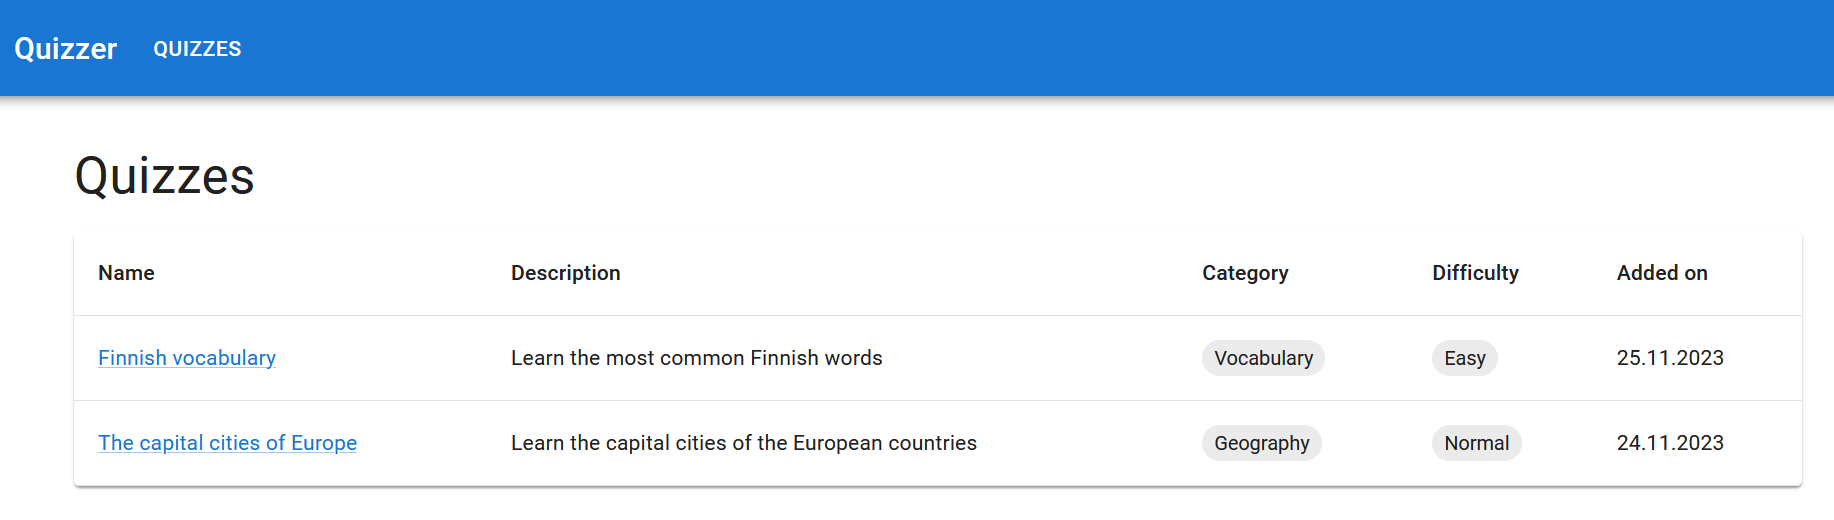 Quizzer QUIZZES
Quizzes
Name Description Category Difficulty Added on
Finnish vocabulary Learn the most common Finnish words Vocabulary Easy 25.11.2023
The capital cities of Europe Learn the capital cities of the European countries Geography Normal 24.11.2023